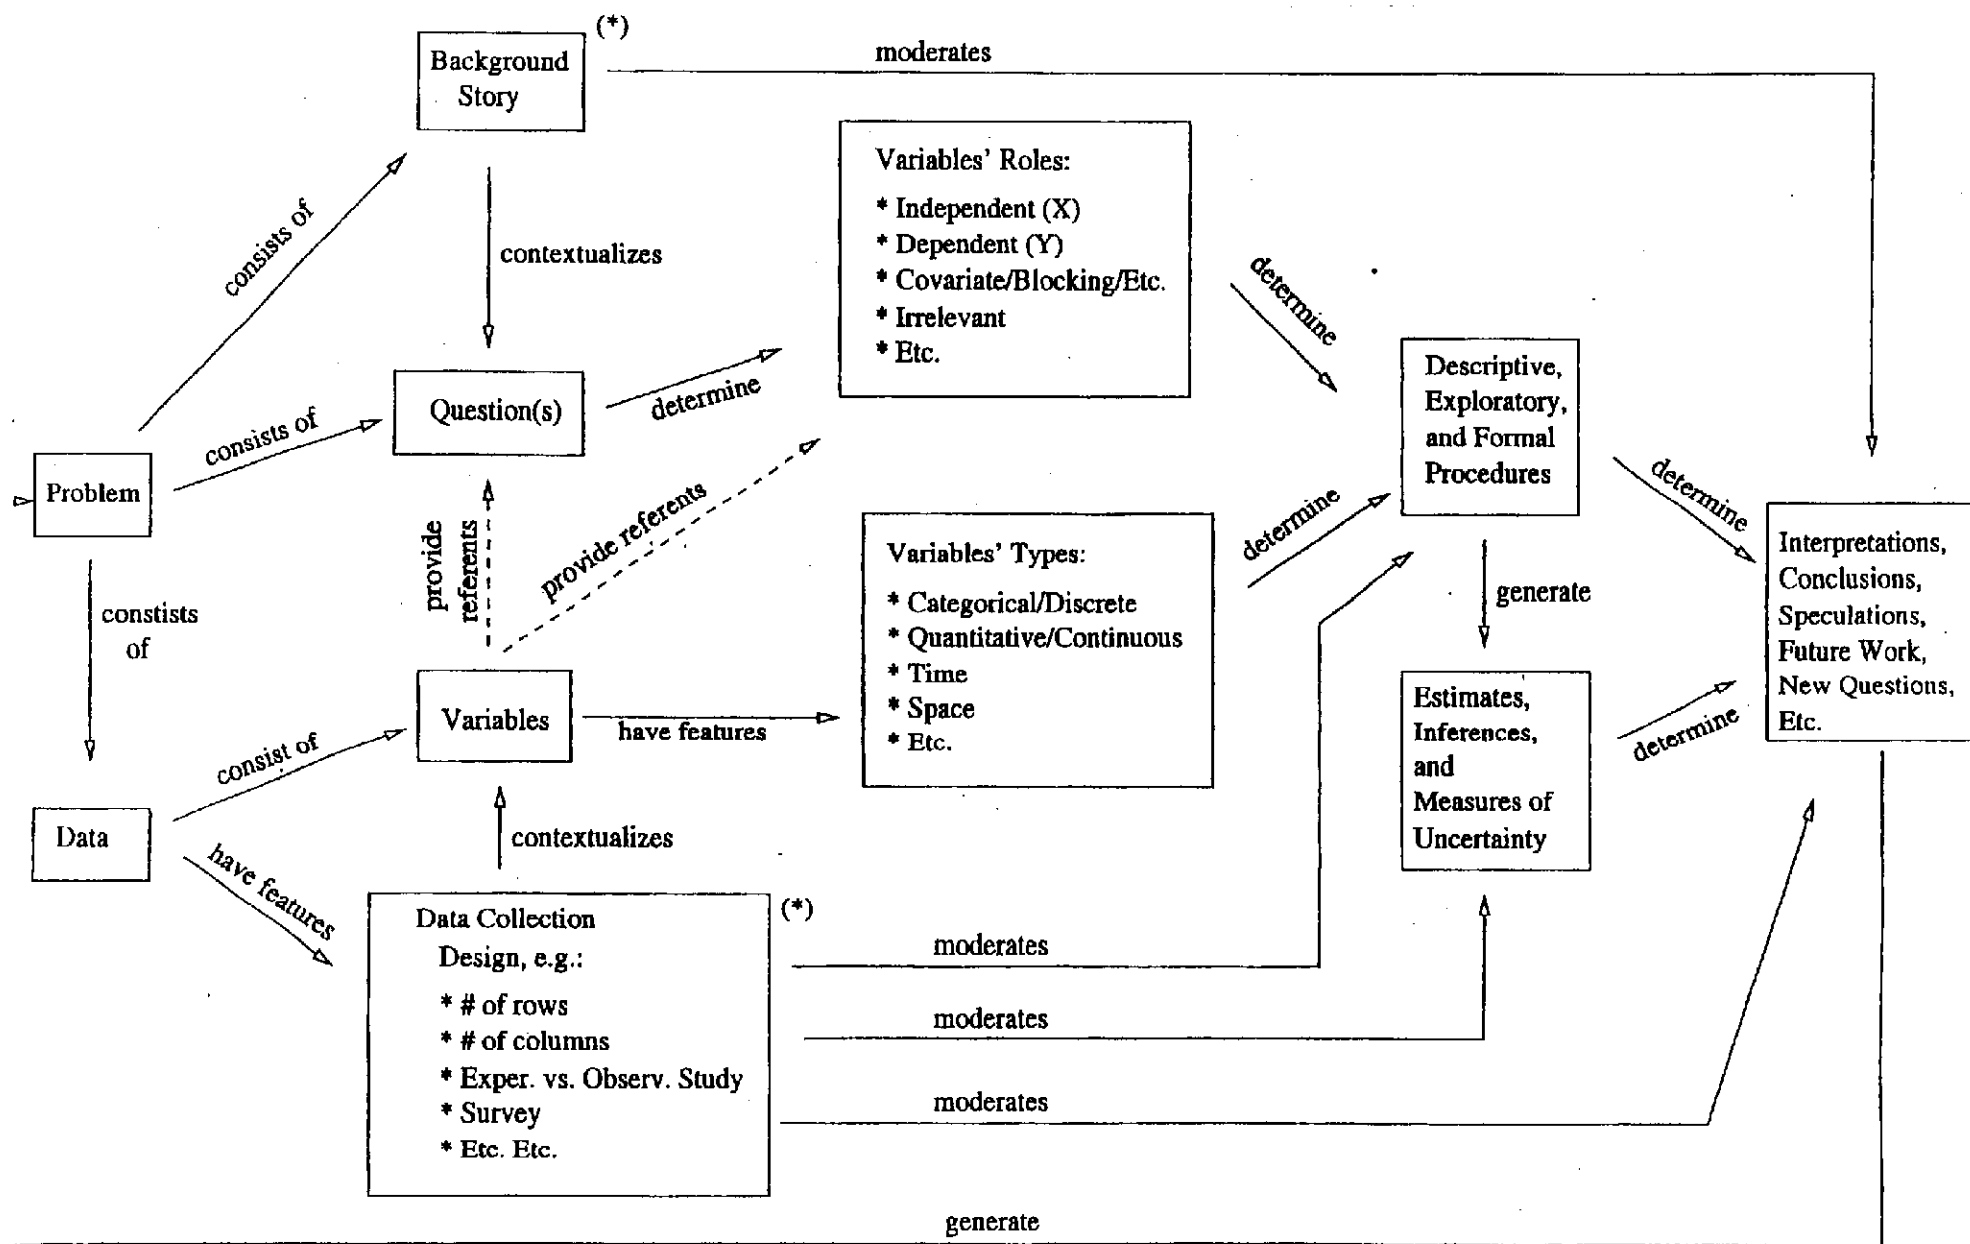 (*)
Background
Story
moderates
consists of
contextualizes
Variables' Roles:
* Independent (X)
* Dependent (Y)
* Covariate/Blocking/Etc.
* Irrelevant
* Etc.
determine
Descriptive,
Exploratory,
and Formal
Procedures
Question(s)
determine
consists of
Problem
provide
referents
provide referents
determine
determine
Variables' Types:
* Categorical/Discrete
* Quantitative/Continuous
* Time
* Space
* Etc.
generate
Interpretations,
Conclusions,
Speculations,
Future Work,
New Questions,
Etc.
constists
of
Variables
have features
Estimates,
Inferences,
and
Measures of
Uncertainty
determine
consist of
Data
contextualizes
have features
Data Collection
Design, e.g.:
* # of rows
* # of columns
* Exper. vs. Observ. Study
* Survey
* Etc. Etc.
(*)
moderates
moderates
moderates
generate